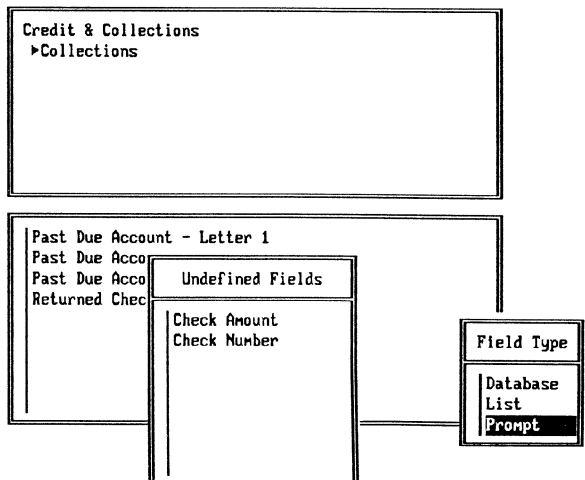 Credit & Collections
▶Collections
Past Due Account - Letter 1
Past Due Acco
Past Due Acco
Returned Chec
Undefined Fields
Check Amount
Check Number
Field Type
Database
List
Prompt